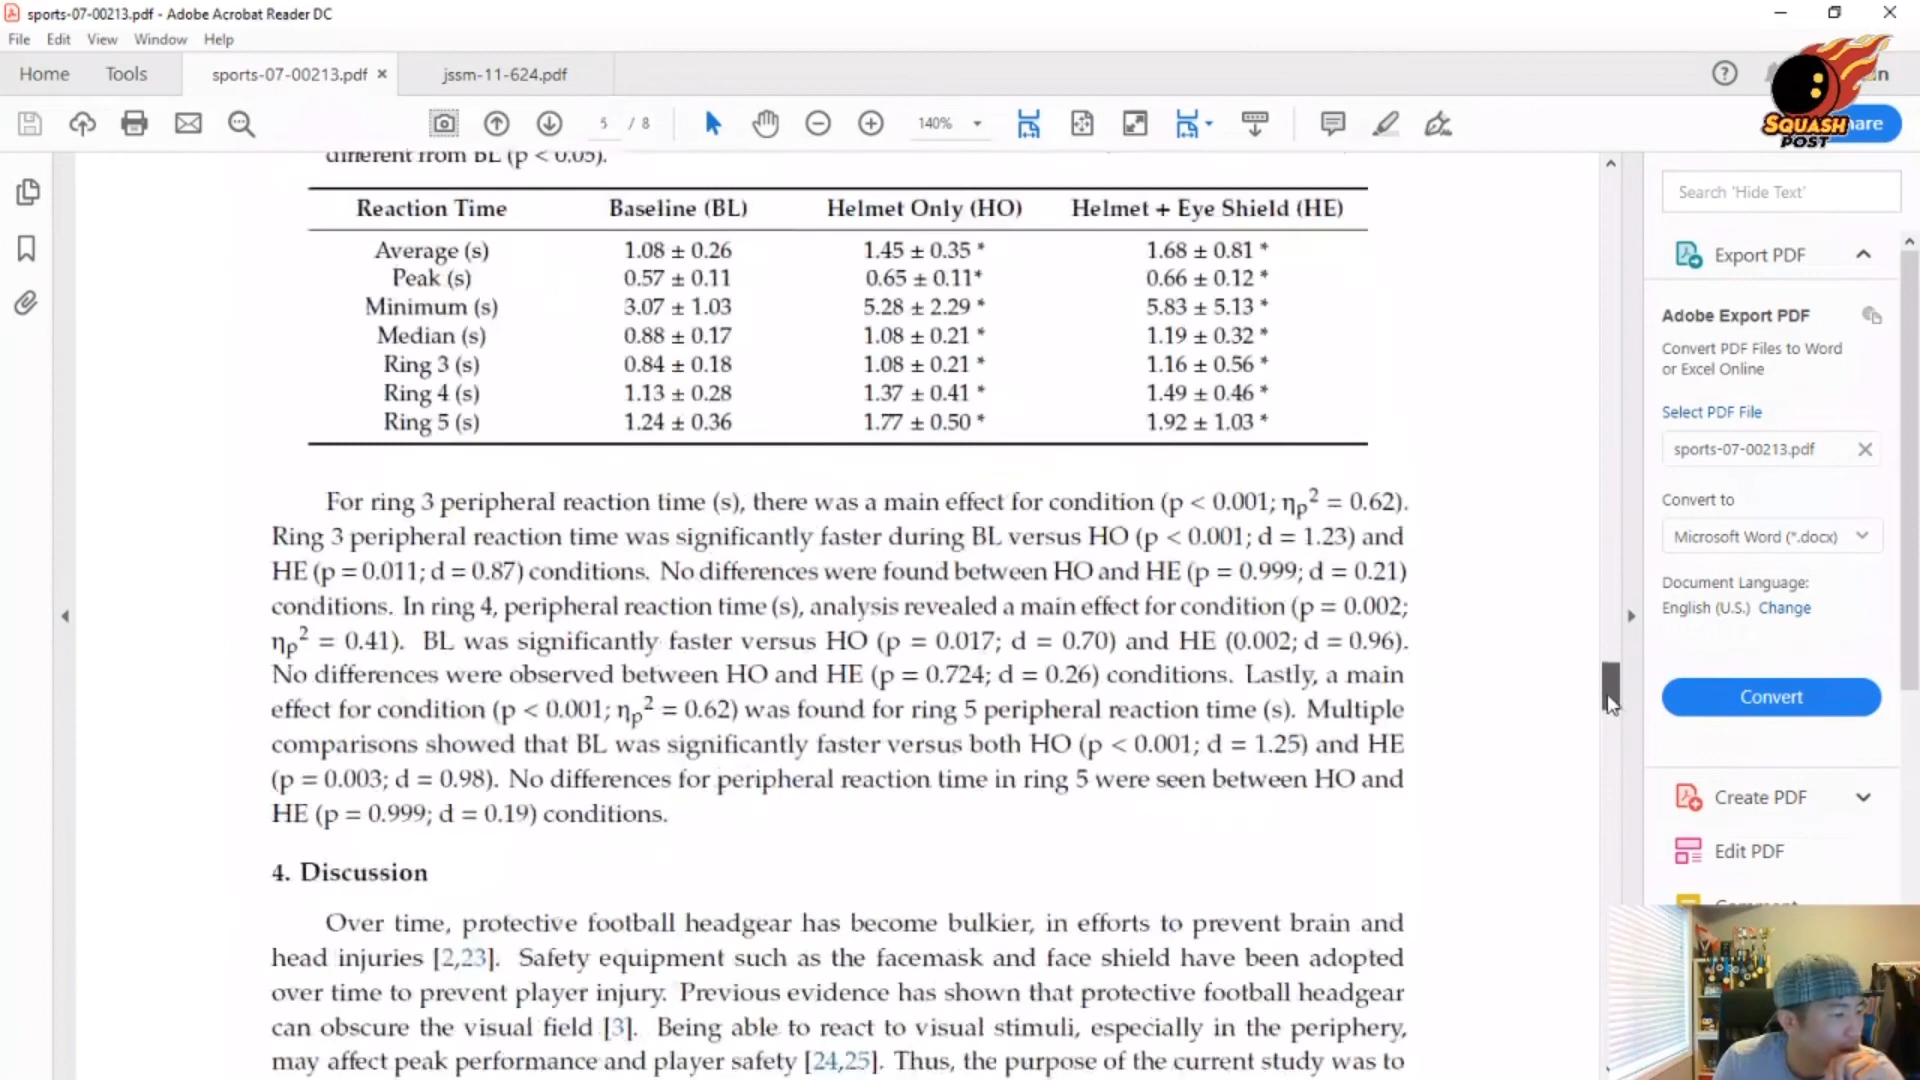 sports-07-00213.pdf - Adobe Acrobat Reader DC
File Edit View Window Help
Home Tools sports-07-00213.pdf × jssm-11-624.pdf
5 / 8 140%
SQUASH POST
different from BL (p < 0.05).
Reaction Time Baseline (BL) Helmet Only (HO) Helmet + Eye Shield (HE)
Average (s) 1.08 ± 0.26 1.45 ± 0.35 * 1.68 ± 0.81 *
Peak (s) 0.57 ± 0.11 0.65 ± 0.11* 0.66 ± 0.12 *
Minimum (s) 3.07 ± 1.03 5.28 ± 2.29 * 5.83 ± 5.13 *
Median (s) 0.88 ± 0.17 1.08 ± 0.21 * 1.19 ± 0.32 *
Ring 3 (s) 0.84 ± 0.18 1.08 ± 0.21 * 1.16 ± 0.56 *
Ring 4 (s) 1.13 ± 0.28 1.37 ± 0.41 * 1.49 ± 0.46 *
Ring 5 (s) 1.24 ± 0.36 1.77 ± 0.50 * 1.92 ± 1.03 *
For ring 3 peripheral reaction time (s), there was a main effect for condition (p < 0.001; ηp² = 0.62).
Ring 3 peripheral reaction time was significantly faster during BL versus HO (p < 0.001; d = 1.23) and
HE (p = 0.011; d = 0.87) conditions. No differences were found between HO and HE (p = 0.999; d = 0.21)
conditions. In ring 4, peripheral reaction time (s), analysis revealed a main effect for condition (p = 0.002;
ηp² = 0.41). BL was significantly faster versus HO (p = 0.017; d = 0.70) and HE (0.002; d = 0.96).
No differences were observed between HO and HE (p = 0.724; d = 0.26) conditions. Lastly, a main
effect for condition (p < 0.001; ηp² = 0.62) was found for ring 5 peripheral reaction time (s). Multiple
comparisons showed that BL was significantly faster versus both HO (p < 0.001; d = 1.25) and HE
(p = 0.003; d = 0.98). No differences for peripheral reaction time in ring 5 were seen between HO and
HE (p = 0.999; d = 0.19) conditions.
4. Discussion
Over time, protective football headgear has become bulkier, in efforts to prevent brain and
head injuries [2,23]. Safety equipment such as the facemask and face shield have been adopted
over time to prevent player injury. Previous evidence has shown that protective football headgear
can obscure the visual field [3]. Being able to react to visual stimuli, especially in the periphery,
may affect peak performance and player safety [24,25]. Thus, the purpose of the current study was to
Search 'Hide Text'
Export PDF
Adobe Export PDF
Convert PDF Files to Word
or Excel Online
Select PDF File
sports-07-00213.pdf
Convert to
Microsoft Word (*.docx)
Document Language:
English (U.S.) Change
Convert
Create PDF
Edit PDF